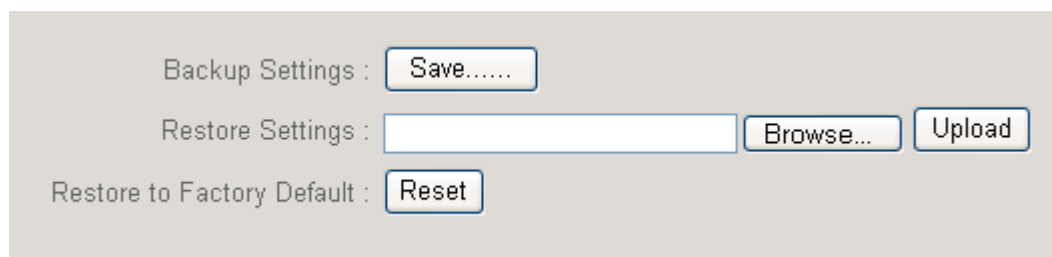 Backup Settings : Save......
Restore Settings : Browse... Upload
Restore to Factory Default : Reset